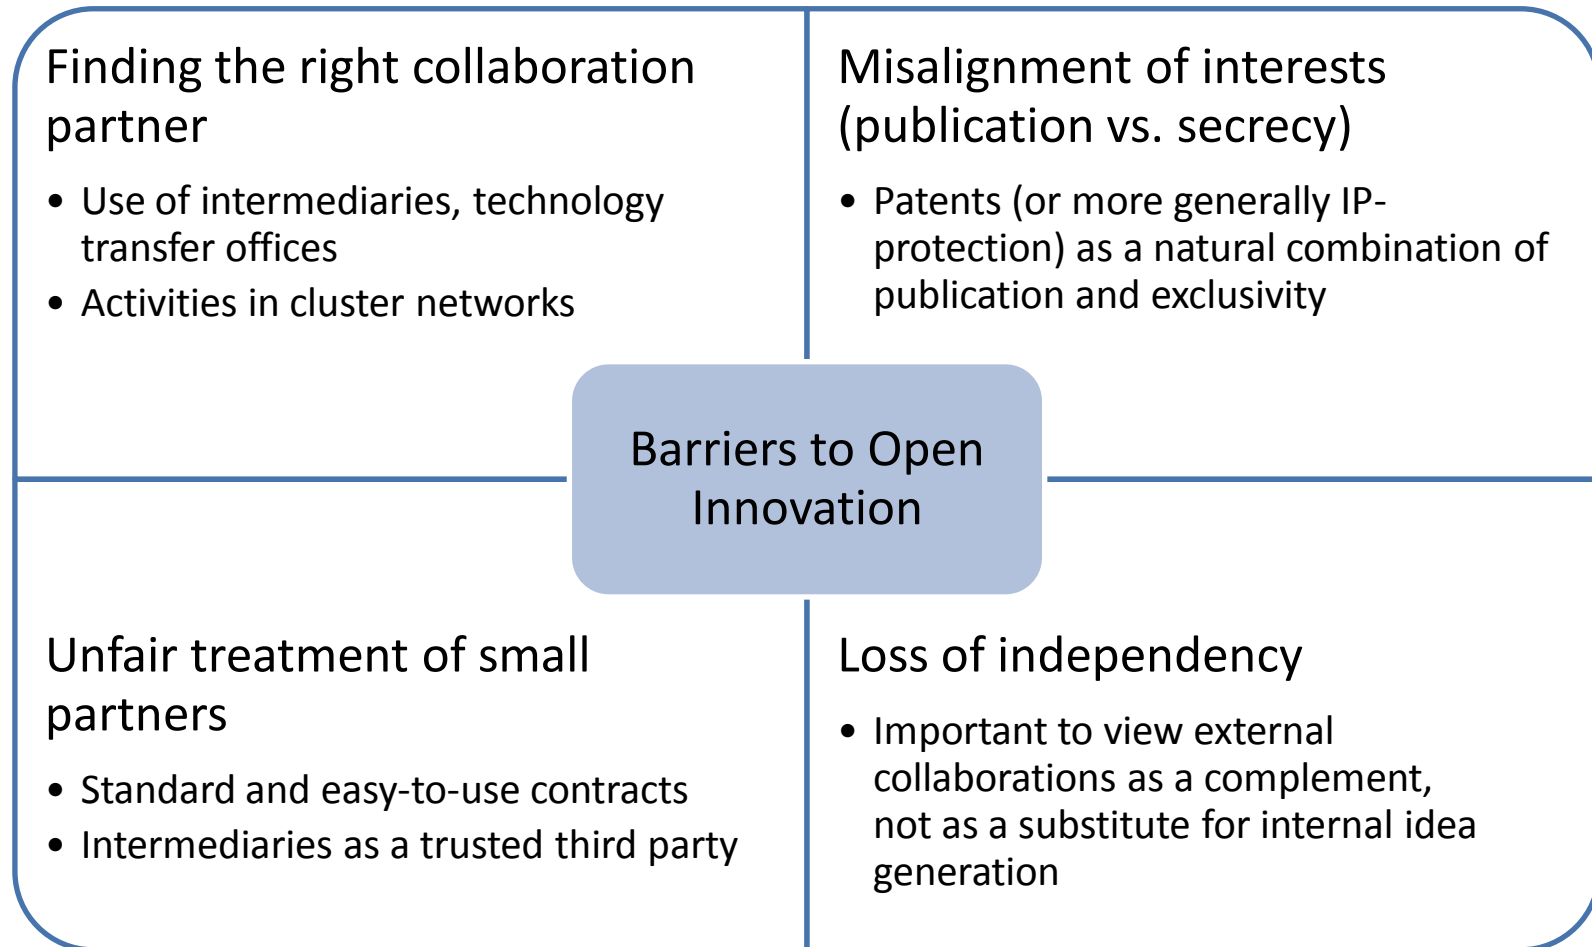 Finding the right collaboration
partner
• Use of intermediaries, technology
transfer offices
• Activities in cluster networks
Misalignment of interests
(publication vs. secrecy)
• Patents (or more generally IP-
protection) as a natural combination of
publication and exclusivity
Barriers to Open
Innovation
Unfair treatment of small
partners
• Standard and easy-to-use contracts
• Intermediaries as a trusted third party
Loss of independency
• Important to view external
collaborations as a complement,
not as a substitute for internal idea
generation